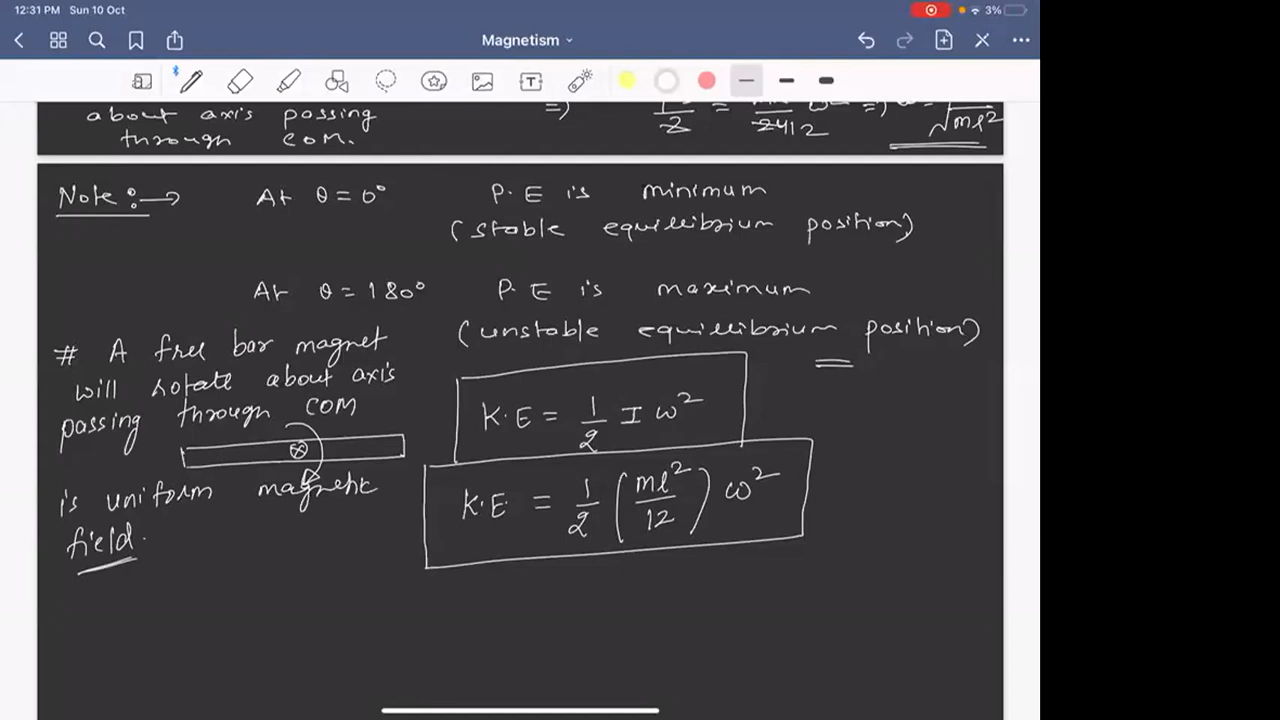 12:31 PM Sun 10 Oct
3%
Magnetism
about axis passing
through COM.
=)
Note :→ At θ = 0° P.E is minimum
(stable equillibrium position)
At θ = 180° P.E is maximum
(unstable equillibrium position)
# A free bar magnet
will rotate about axis
passing through COM
is uniform magnetic
field.
K.E = 1/2 I ω²
K.E = 1/2 (ml²/12) ω²